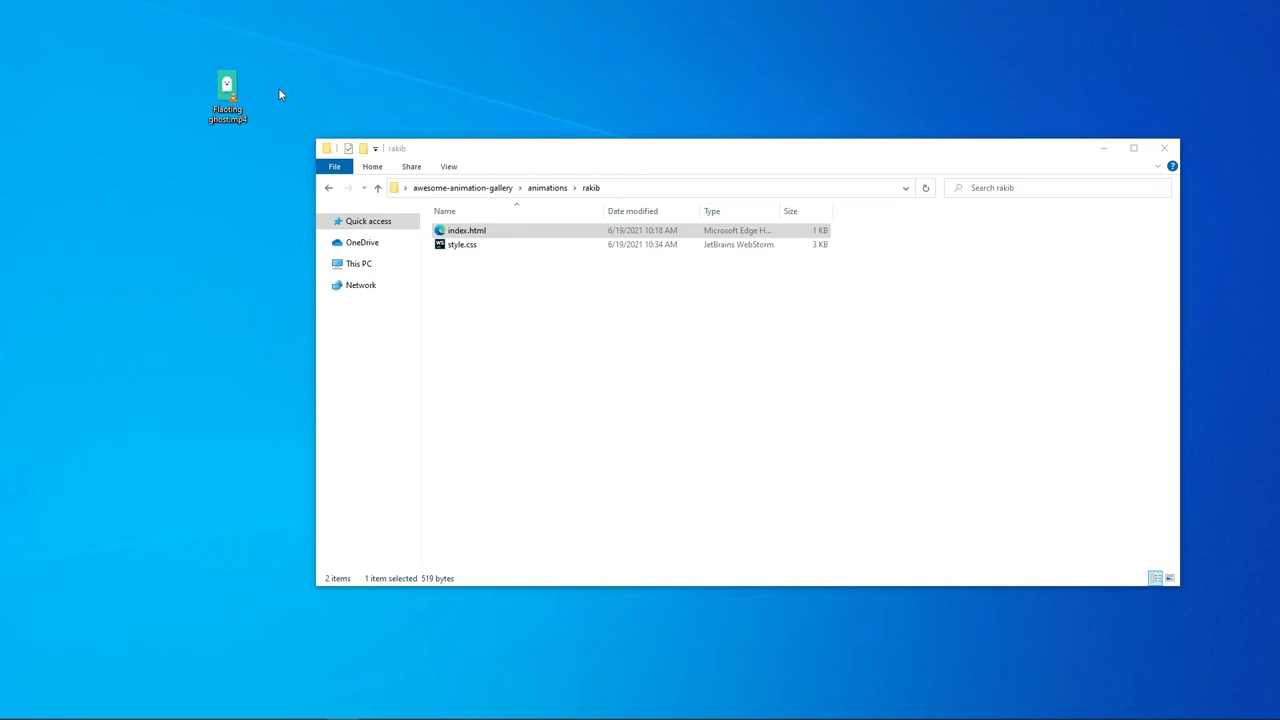 Flaoting
ghost.mp4
rakib
File Home Share View
awesome-animation-gallery › animations › rakib
Search rakib
Name Date modified Type Size
Quick access
OneDrive
This PC
Network
index.html 6/19/2021 10:18 AM Microsoft Edge H... 1 KB
style.css 6/19/2021 10:34 AM JetBrains WebStorm 3 KB
2 items 1 item selected 519 bytes